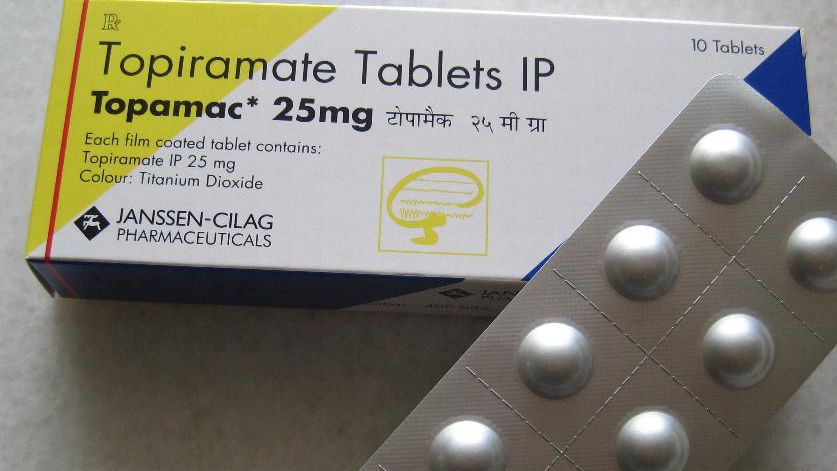 Rx
10 Tablets
Topiramate Tablets IP
Topamac* 25mg टोपामैक २५ मी ग्रा
Each film coated tablet contains:
Topiramate IP 25 mg
Colour: Titanium Dioxide
JANSSEN-CILAG
PHARMACEUTICALS